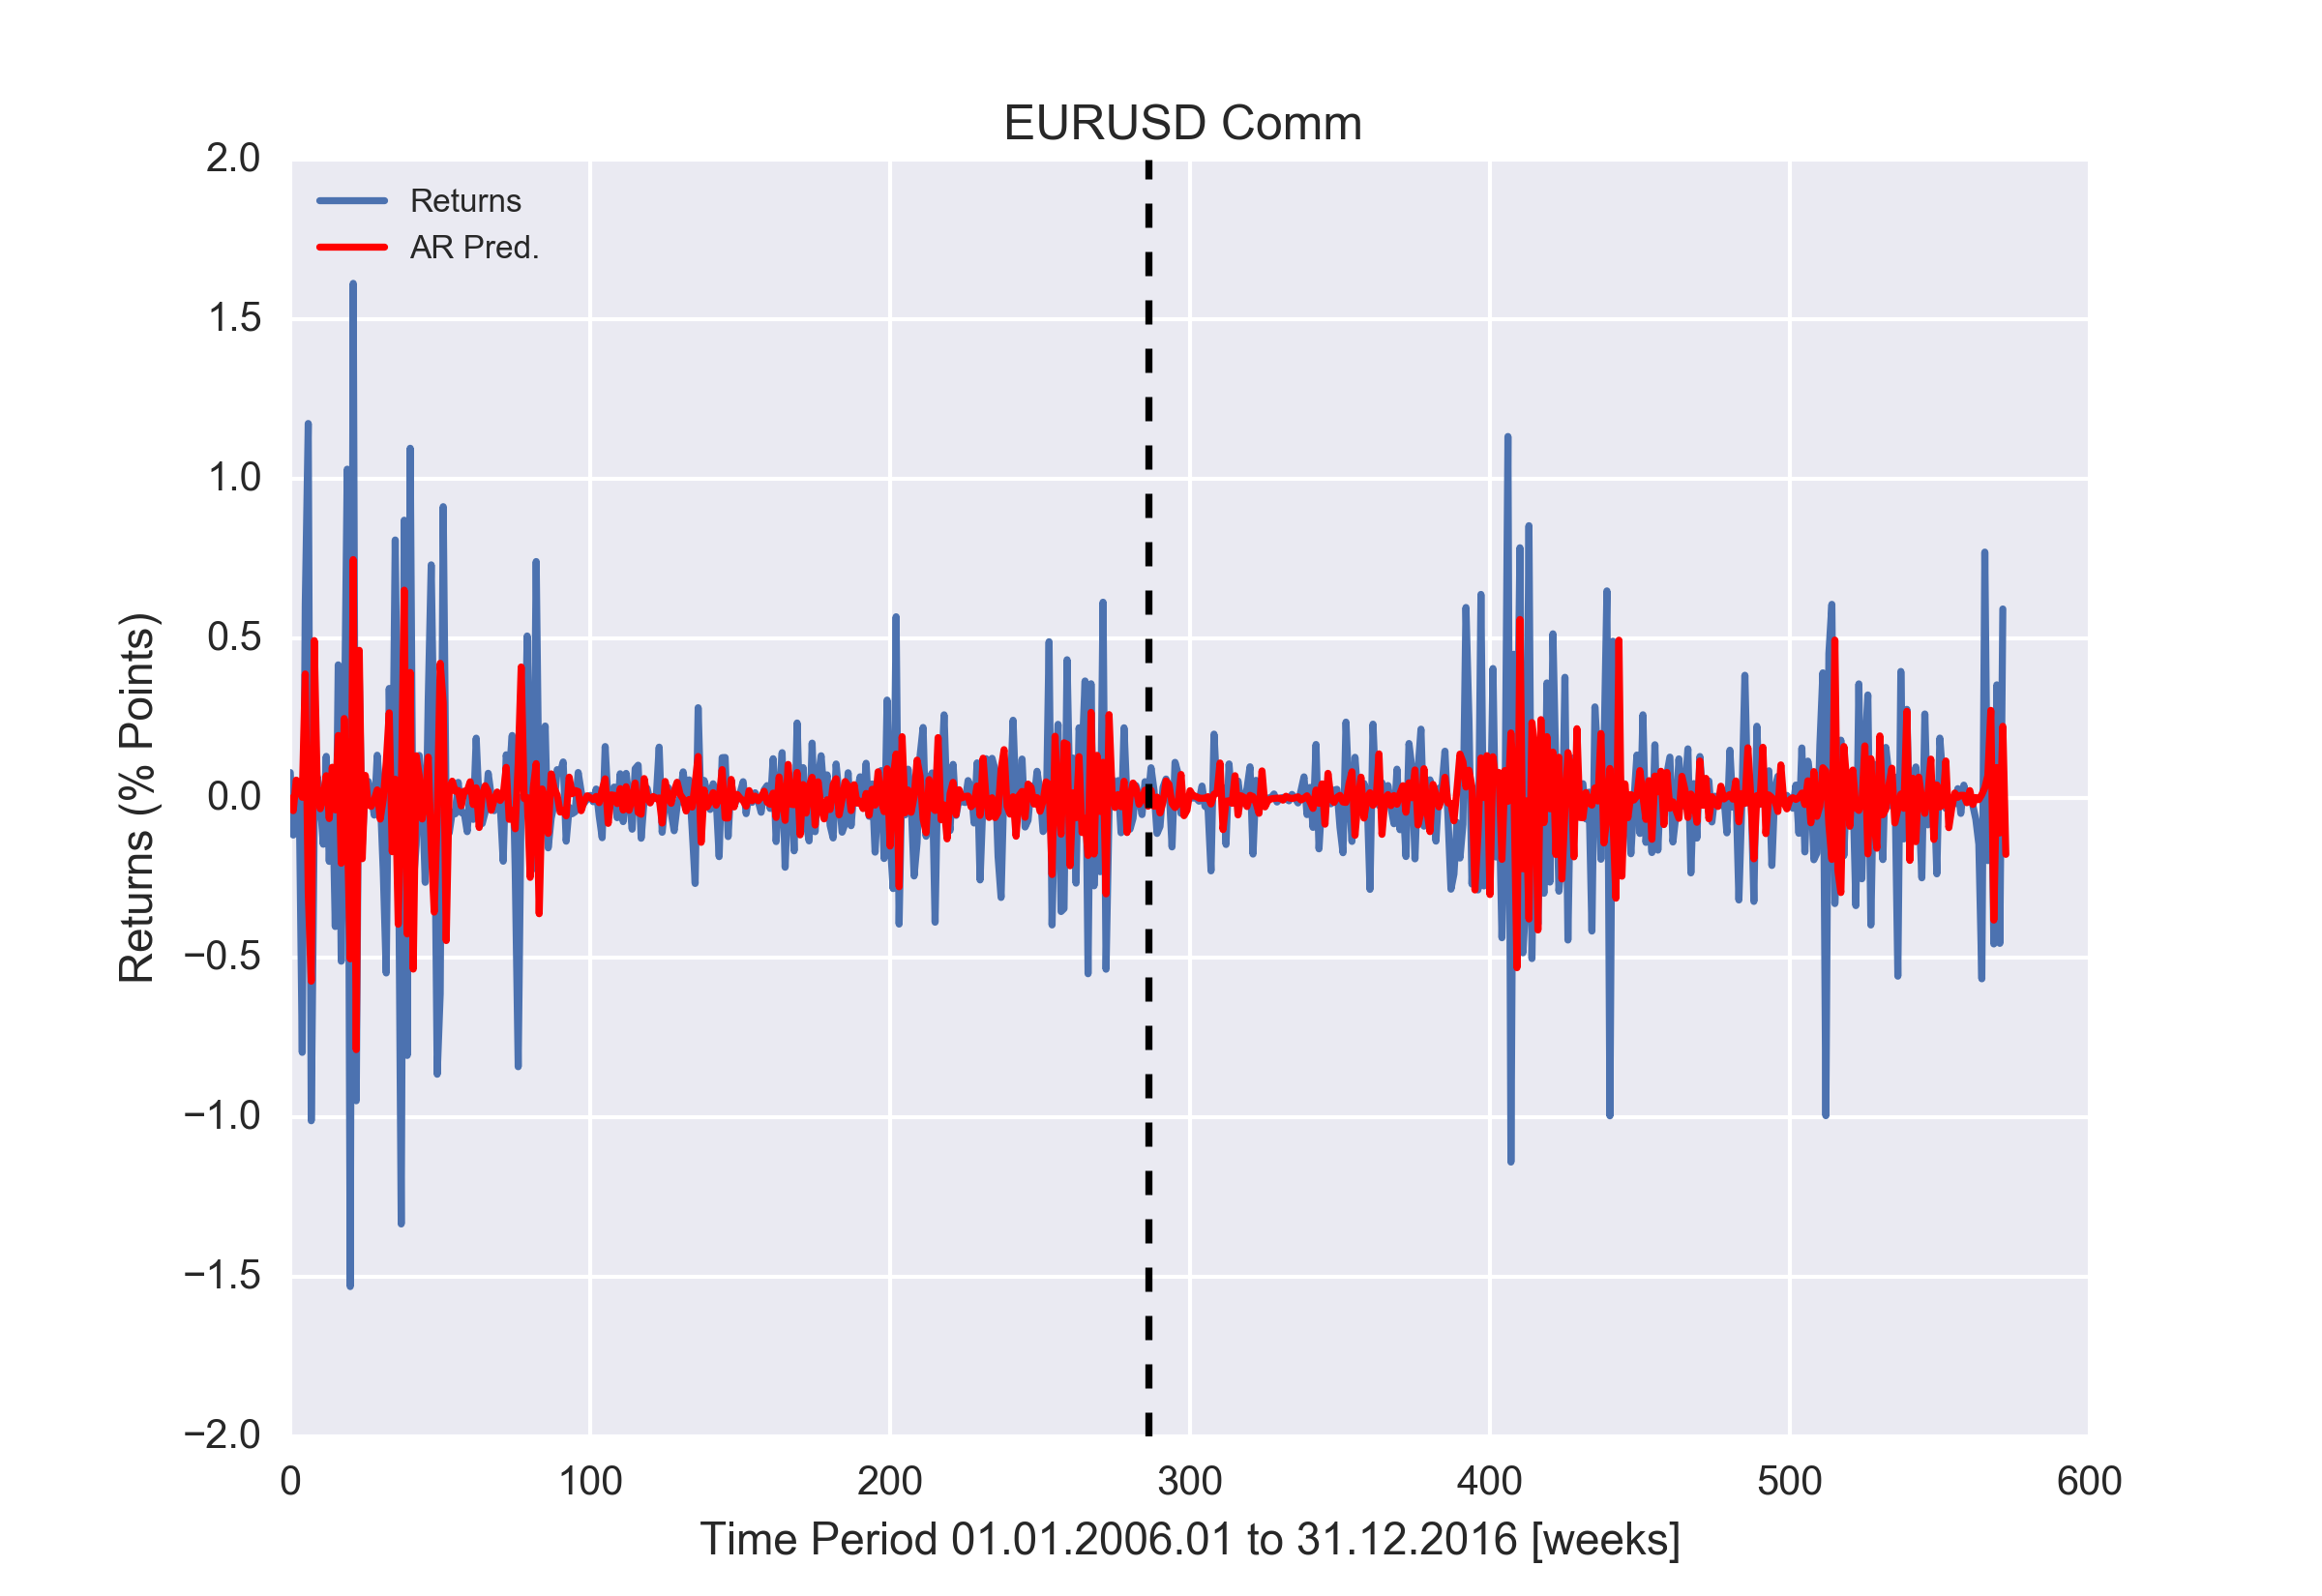 EURUSD Comm
2.0
1.5
1.0
0.5
0.0
−0.5
−1.0
−1.5
−2.0
Returns
AR Pred.
Returns (% Points)
0 100 200 300 400 500 600
Time Period 01.01.2006.01 to 31.12.2016 [weeks]